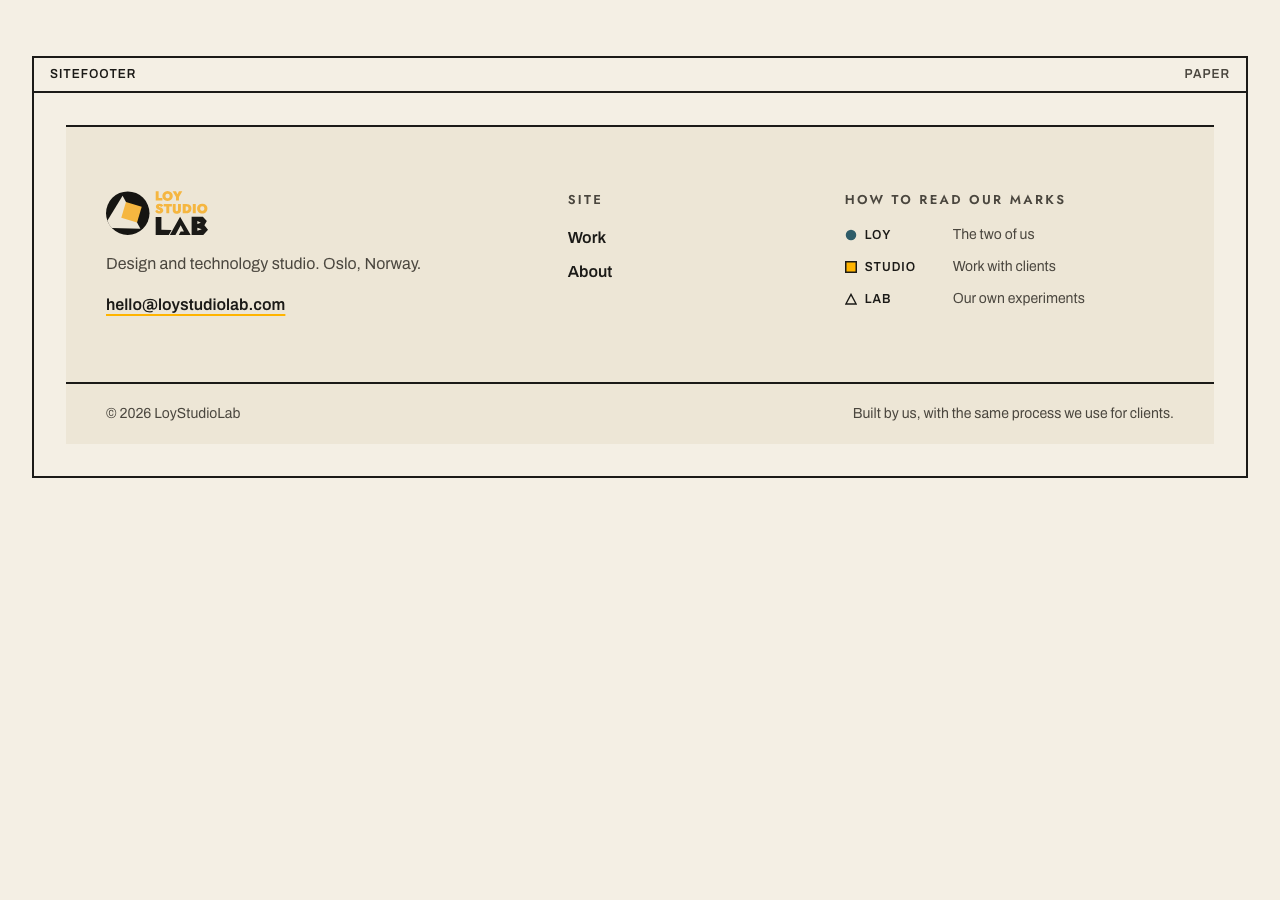 SITEFOOTER
PAPER
LOY
STUDIO
LAB
Design and technology studio. Oslo, Norway.
hello@loystudiolab.com
SITE
Work
About
HOW TO READ OUR MARKS
LOY The two of us
STUDIO Work with clients
LAB Our own experiments
© 2026 LoyStudioLab
Built by us, with the same process we use for clients.